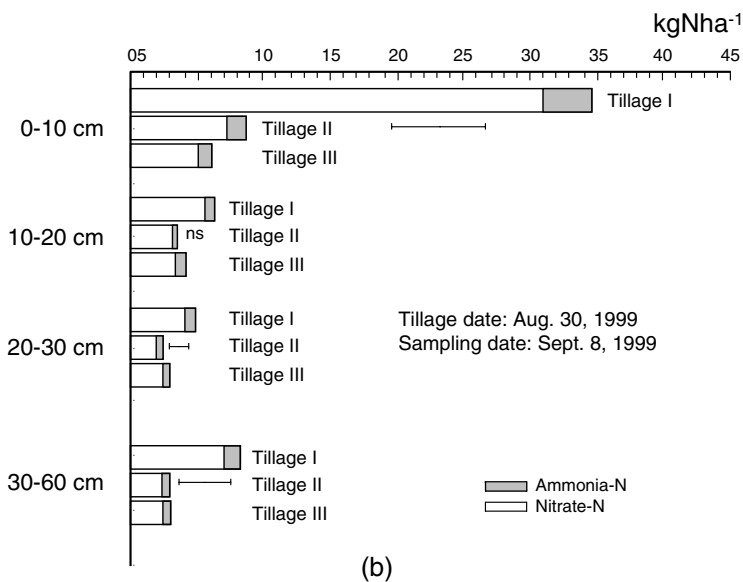 kgNha-1
05 10 15 20 25 30 35 40 45
0-10 cm
Tillage I
Tillage II
Tillage III
10-20 cm
Tillage I
ns Tillage II
Tillage III
20-30 cm
Tillage I
Tillage II
Tillage III
Tillage date: Aug. 30, 1999
Sampling date: Sept. 8, 1999
30-60 cm
Tillage I
Tillage II
Tillage III
Ammonia-N
Nitrate-N
(b)